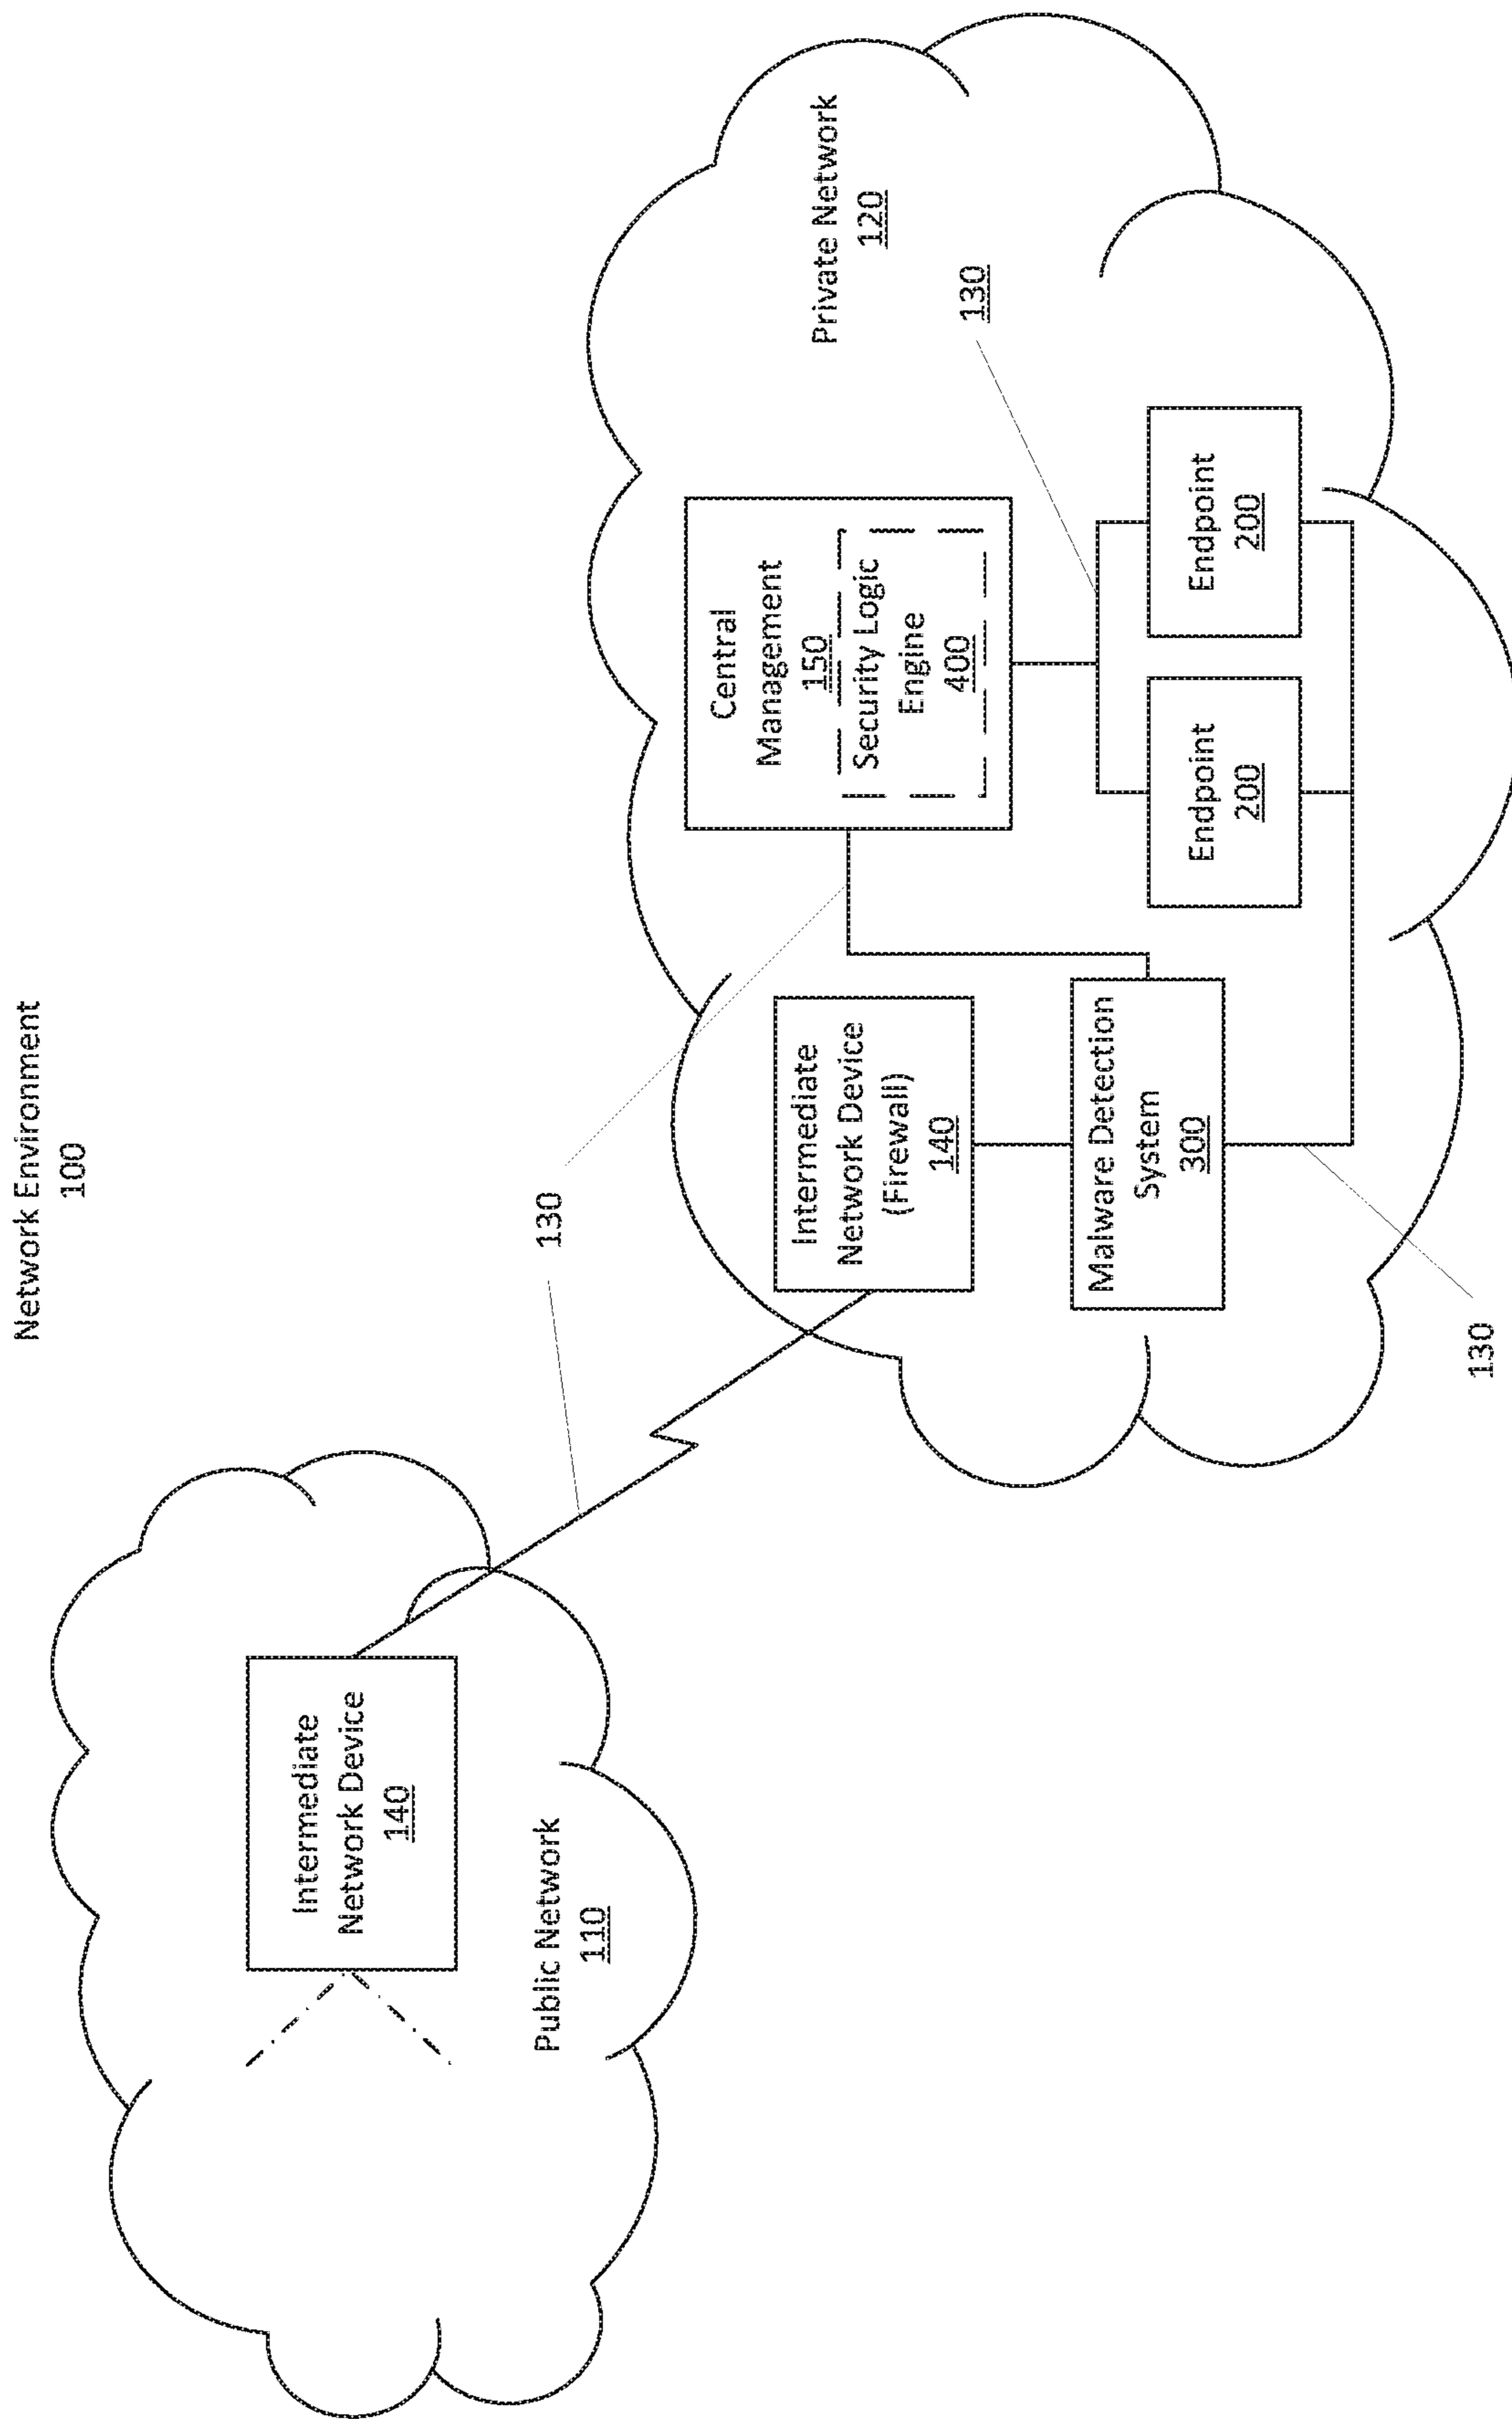 Network Environment
100
Intermediate
Network Device
140
Public Network
110
130
Private Network
120
130
Central
Management
150
Security Logic
Engine
400
Intermediate
Network Device
(Firewall)
140
Malware Detection
System
300
Endpoint
200
Endpoint
200
130